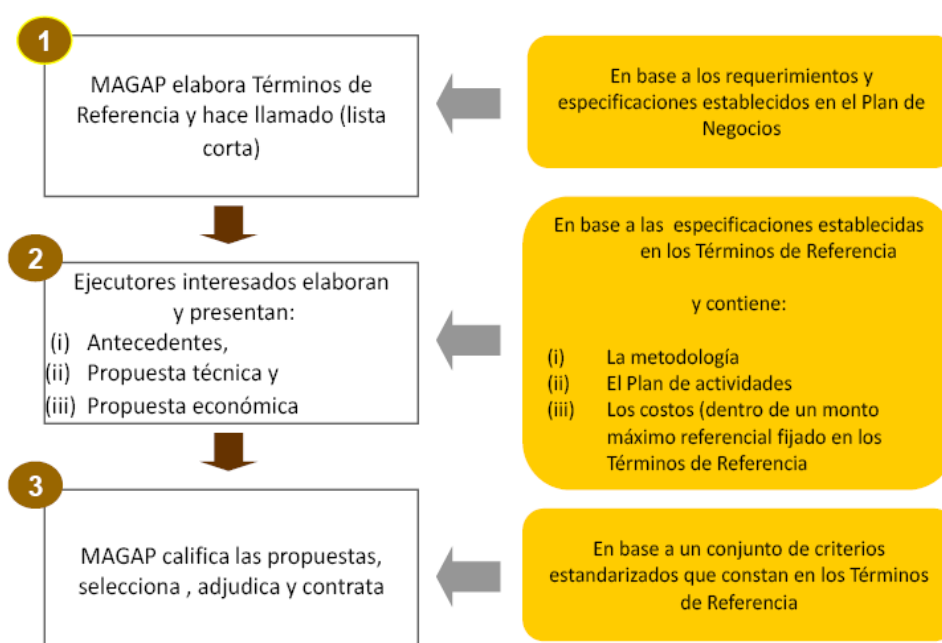 1
MAGAP elabora Términos de
Referencia y hace llamado (lista
corta)
En base a los requerimientos y
especificaciones establecidos en el Plan de
Negocios
2
Ejecutores interesados elaboran
y presentan:
(i) Antecedentes,
(ii) Propuesta técnica y
(iii) Propuesta económica
En base a las especificaciones establecidas
en los Términos de Referencia
y contiene:
(i) La metodología
(ii) El Plan de actividades
(iii) Los costos (dentro de un monto
máximo referencial fijado en los
Términos de Referencia
3
MAGAP califica las propuestas,
selecciona , adjudica y contrata
En base a un conjunto de criterios
estandarizados que constan en los Términos
de Referencia